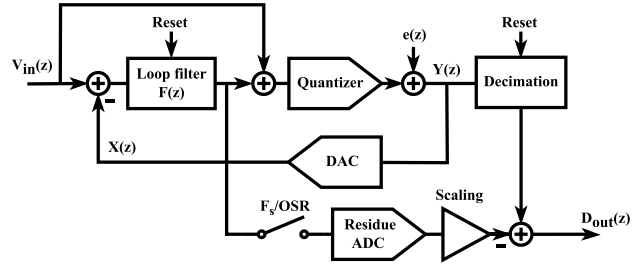 Reset
Reset
e(z)
Vin(z)
Loop filter
F(z)
Quantizer
Y(z)
Decimation
X(z)
DAC
Fs/OSR
Scaling
Residue
ADC
Dout(z)